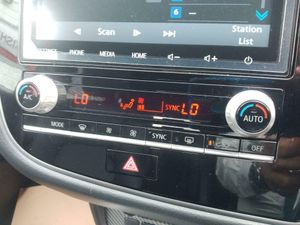 6 -
Scan
Station
List
PHONE MEDIA HOME
A/C LO SYNC LO AUTO
MODE SYNC OFF